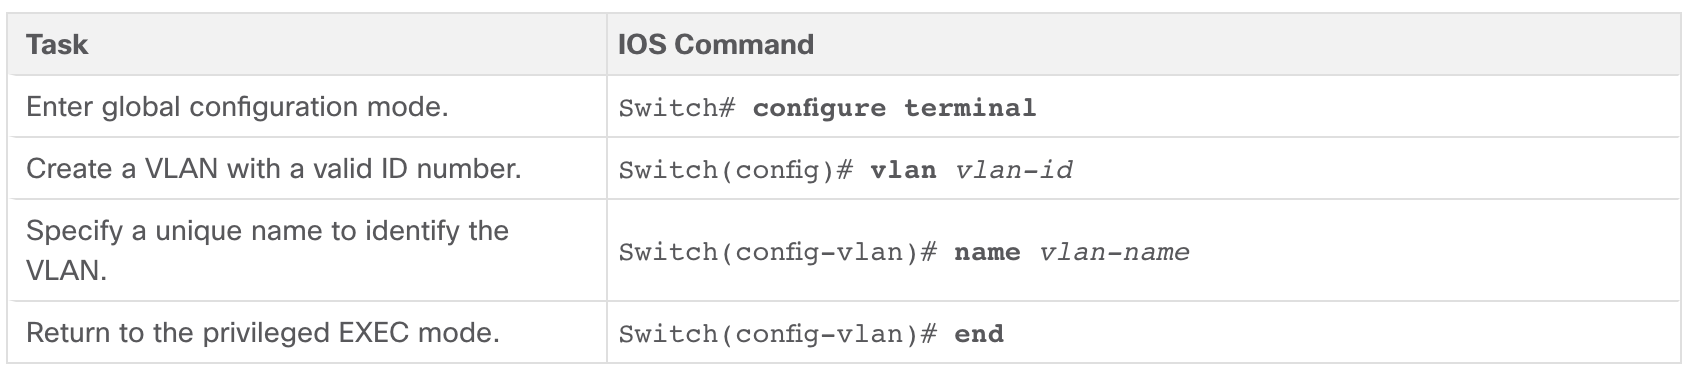 Task
IOS Command
Enter global configuration mode.
Switch# configure terminal
Create a VLAN with a valid ID number.
Switch(config)# vlan vlan-id
Specify a unique name to identify the
VLAN.
Switch(config-vlan)# name vlan-name
Return to the privileged EXEC mode.
Switch(config-vlan)# end